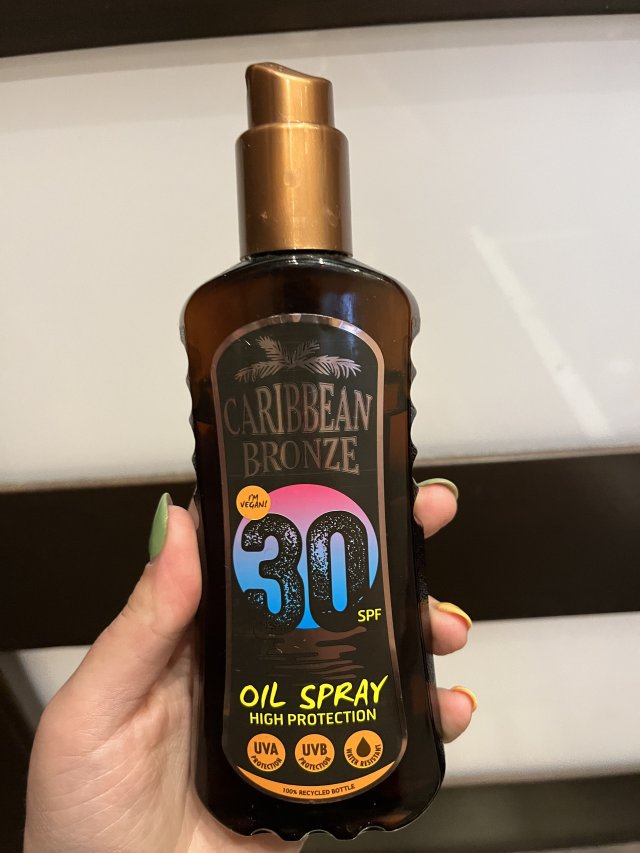 CARIBBEAN
BRONZE
I'M
VEGAN!
30
SPF
OIL SPRAY
HIGH PROTECTION
UVA
PROTECTION
UVB
PROTECTION
WATER RESISTANT
100% RECYCLED BOTTLE